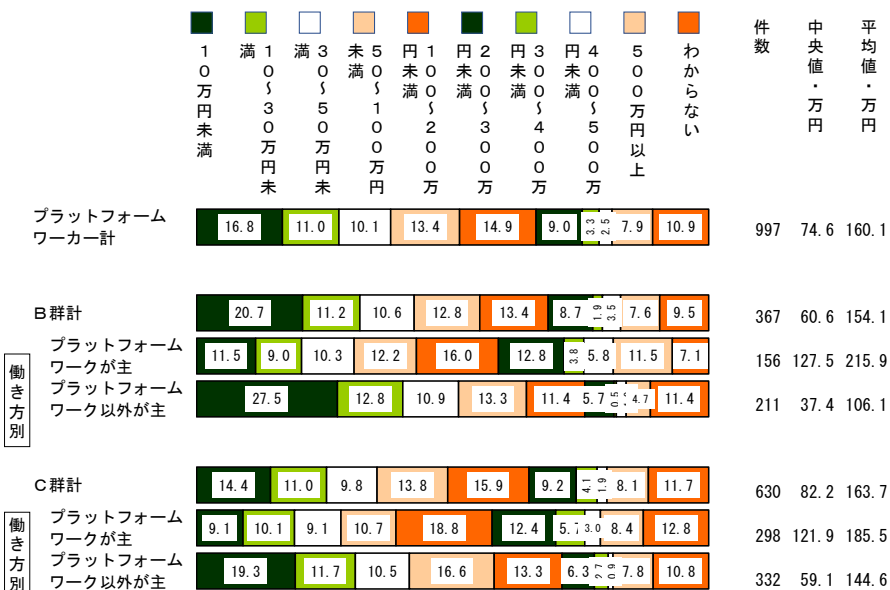 10万円未満
10〜30万円未満
30〜50万円未満
50〜100万円未満
100〜200万円未満
200〜300万円未満
300〜400万円未満
400〜500万円未満
500万円以上
わからない
件数
中央値・万円
平均値・万円
プラットフォームワーカー計
16.8 11.0 10.1 13.4 14.9 9.0 3.3 2.5 7.9 10.9 997 74.6 160.1
B群計
20.7 11.2 10.6 12.8 13.4 8.7 1.9 3.5 7.6 9.5 367 60.6 154.1
働き方別
プラットフォームワークが主
11.5 9.0 10.3 12.2 16.0 12.8 3.8 5.8 11.5 7.1 156 127.5 215.9
プラットフォームワーク以外が主
27.5 12.8 10.9 13.3 11.4 5.7 0.5 4.7 11.4 211 37.4 106.1
C群計
14.4 11.0 9.8 13.8 15.9 9.2 4.1 1.9 8.1 11.7 630 82.2 163.7
働き方別
プラットフォームワークが主
9.1 10.1 9.1 10.7 18.8 12.4 5.7 3.0 8.4 12.8 298 121.9 185.5
プラットフォームワーク以外が主
19.3 11.7 10.5 16.6 13.3 6.3 2.7 0.9 7.8 10.8 332 59.1 144.6